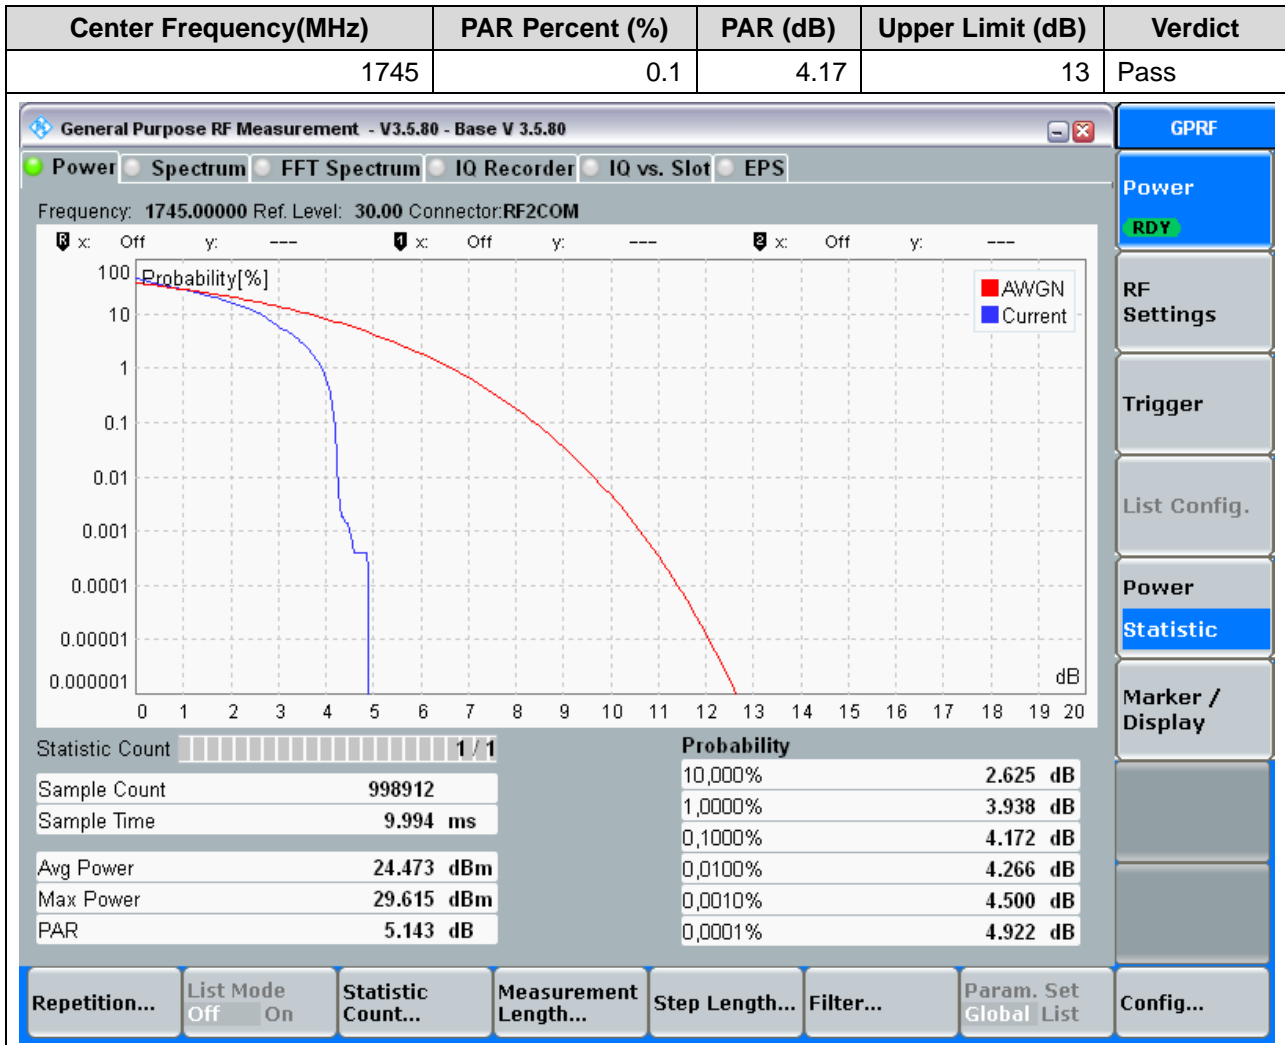 Center Frequency(MHz) PAR Percent (%) PAR (dB) Upper Limit (dB) Verdict
1745 0.1 4.17 13 Pass
General Purpose RF Measurement - V3.5.80 - Base V 3.5.80
GPRF
Power Spectrum FFT Spectrum IQ Recorder IQ vs. Slot EPS
Frequency: 1745.00000 Ref. Level: 30.00 Connector:RF2COM
R x: Off y: --- 1 x: Off y: --- 2 x: Off y: ---
Probability[%]
AWGN
Current
100
10
1
0.1
0.01
0.001
0.0001
0.00001
0.000001
dB
0 1 2 3 4 5 6 7 8 9 10 11 12 13 14 15 16 17 18 19 20
Statistic Count 1 / 1
Sample Count 998912
Sample Time 9.994 ms
Avg Power 24.473 dBm
Max Power 29.615 dBm
PAR 5.143 dB
Probability
10,000% 2.625 dB
1,0000% 3.938 dB
0,1000% 4.172 dB
0,0100% 4.266 dB
0,0010% 4.500 dB
0,0001% 4.922 dB
Power
RDY
RF
Settings
Trigger
List Config.
Power
Statistic
Marker /
Display
Repetition...
List Mode
Off On
Statistic
Count...
Measurement
Length...
Step Length...
Filter...
Param. Set
Global List
Config...